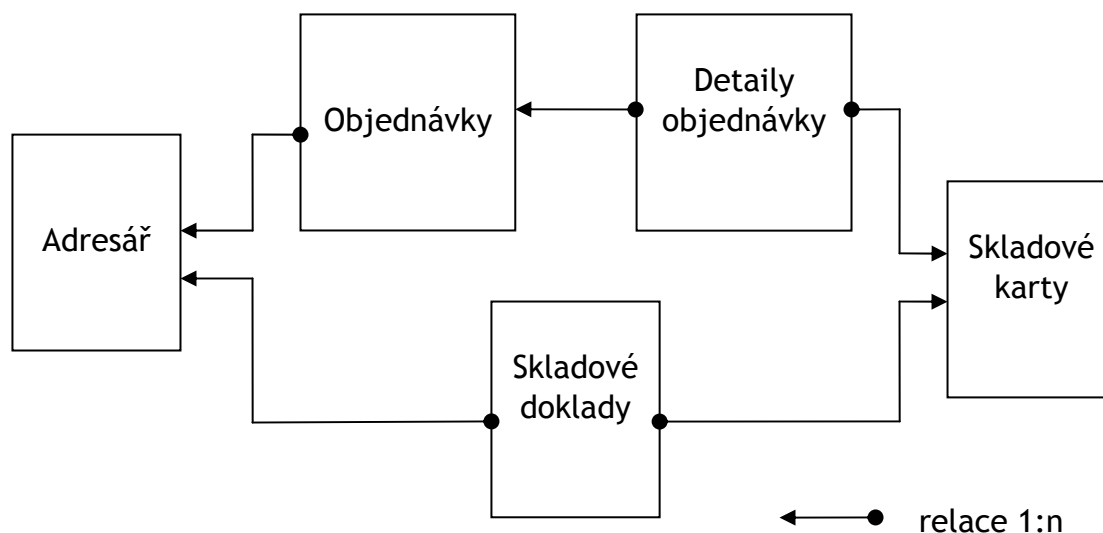 Objednávky
Detaily
objednávky
Adresář
Skladové
karty
Skladové
doklady
relace 1:n